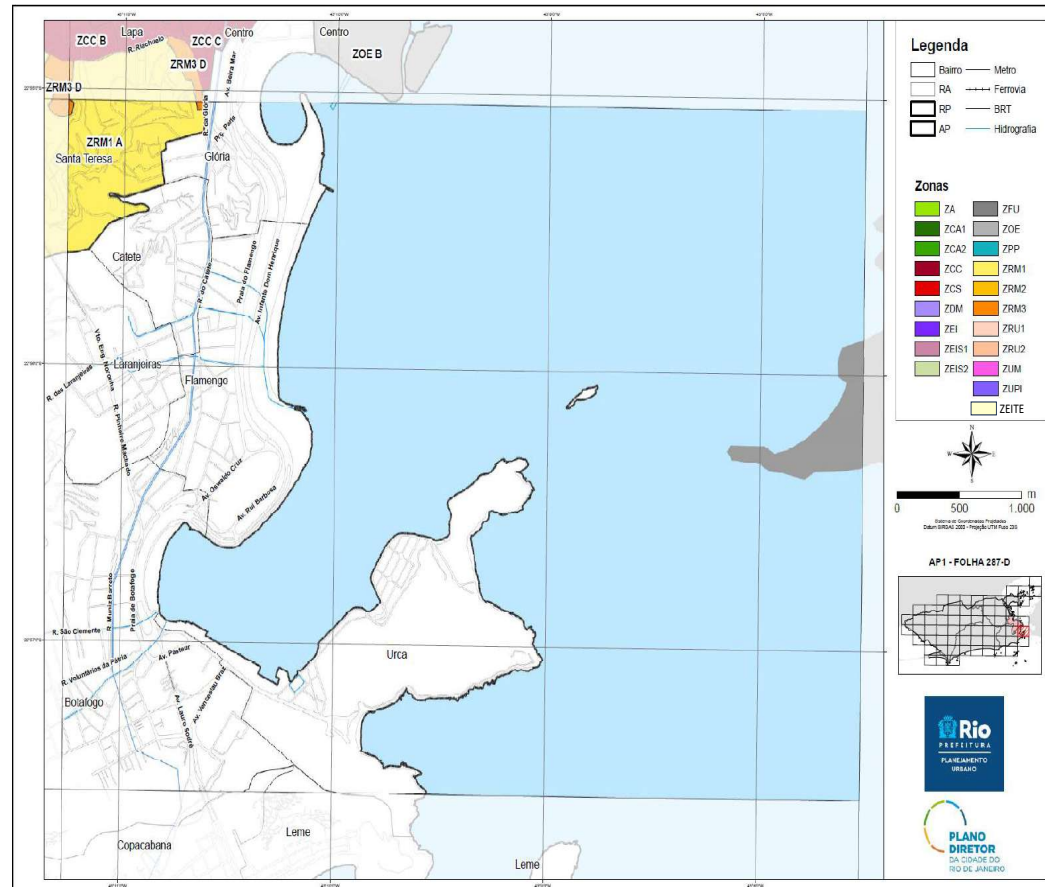 ZCC B
Lapa
R. Riachuelo
ZCC C
Centro
Centro
ZOE B
ZRM3 D
ZRM3 D
Av. Beira Mar
R. da Glória
Glória
ZRM1 A
Santa Teresa
Catete
R. do Catete
Praia do Flamengo
Av. Infante Dom Henrique
Laranjeiras
R. das Laranjeiras
Flamengo
R. Pinheiro Machado
Av. Oswaldo Cruz
Av. Rui Barbosa
R. Muniz Barreto
Praia de Botafogo
R. São Clemente
R. Voluntários da Pátria
Av. Pasteur
Av. Venceslau Braz
Av. Lauro Sodré
Botafogo
Urca
Copacabana
Leme
Leme
Legenda
Bairro
Metro
RA
Ferrovia
RP
BRT
AP
Hidrografia
Zonas
ZA
ZFU
ZCA1
ZOE
ZCA2
ZPP
ZCC
ZRM1
ZCS
ZRM2
ZDM
ZRM3
ZEI
ZRU1
ZEIS1
ZRU2
ZEIS2
ZUM
ZUPI
ZEITE
N
W
E
S
0 500 1.000 m
AP1 - FOLHA 287-D
Rio
PREFEITURA
PLANEJAMENTO
URBANO
PLANO
DIRETOR
DA CIDADE DO
RIO DE JANEIRO